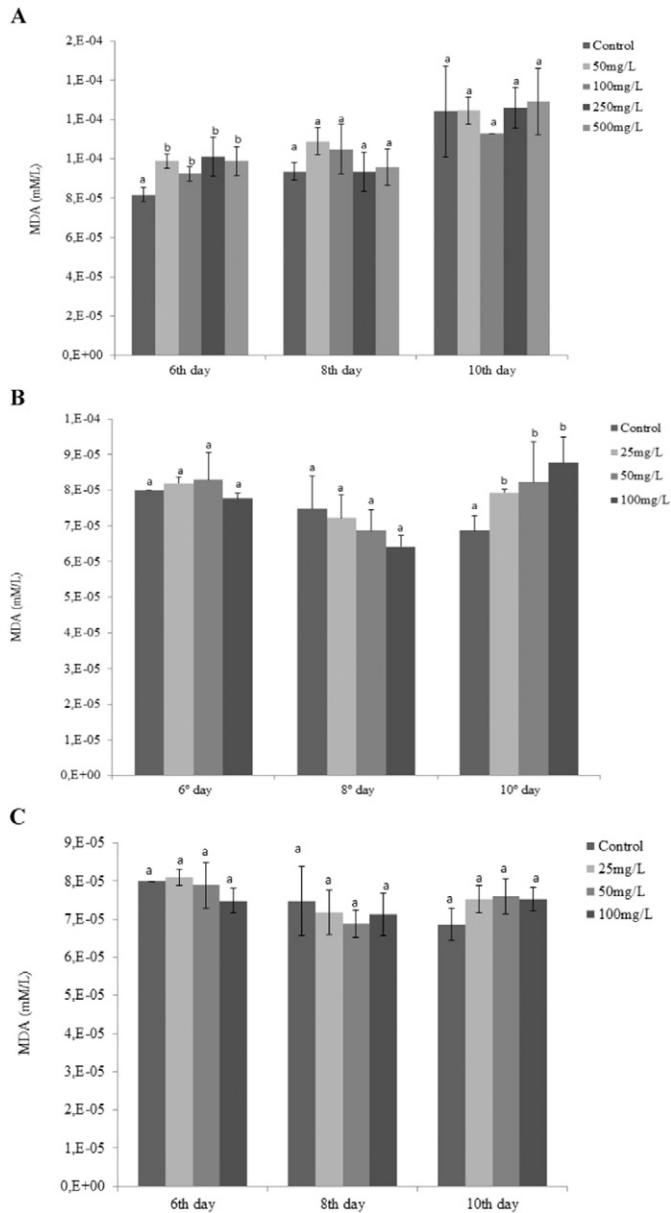 A
MDA (mM/L)
2,E-04
1,E-04
1,E-04
1,E-04
8,E-05
6,E-05
4,E-05
2,E-05
0,E+00
a b b b b
a a a a a
a a a a a
6th day 8th day 10th day
Control
50mg/L
100mg/L
250mg/L
500mg/L
B
MDA (mM/L)
1,E-04
9,E-05
8,E-05
7,E-05
6,E-05
5,E-05
4,E-05
3,E-05
2,E-05
1,E-05
0,E+00
a a a a
a a a a
a b b b
6º day 8º day 10º day
Control
25mg/L
50mg/L
100mg/L
C
MDA (mM/L)
9,E-05
8,E-05
7,E-05
6,E-05
5,E-05
4,E-05
3,E-05
2,E-05
1,E-05
0,E+00
a a a a
a a a a
a a a a
6th day 8th day 10th day
Control
25mg/L
50mg/L
100mg/L